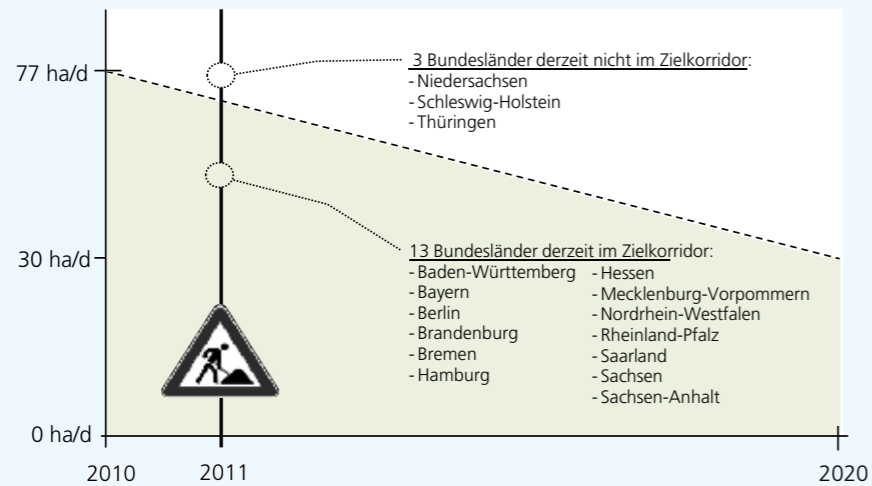 77 ha/d
3 Bundesländer derzeit nicht im Zielkorridor:
- Niedersachsen
- Schleswig-Holstein
- Thüringen
30 ha/d
13 Bundesländer derzeit im Zielkorridor:
- Baden-Württemberg
- Bayern
- Berlin
- Brandenburg
- Bremen
- Hamburg
- Hessen
- Mecklenburg-Vorpommern
- Nordrhein-Westfalen
- Rheinland-Pfalz
- Saarland
- Sachsen
- Sachsen-Anhalt
0 ha/d
2010
2011
2020